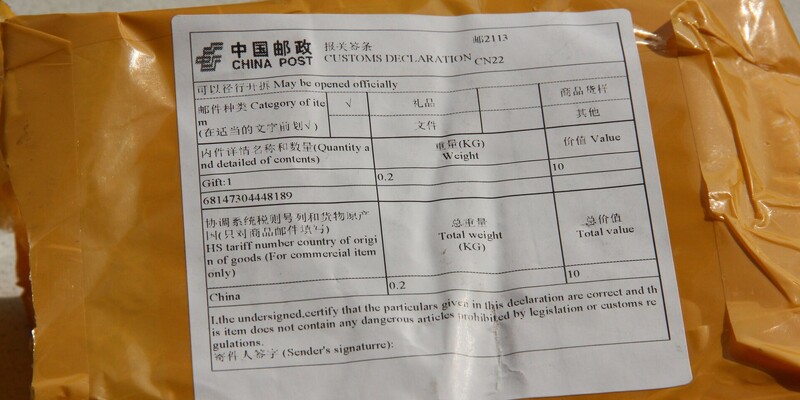 中国邮政 报关签条 邮2113
CHINA POST CUSTOMS DECLARATION CN22
可以径行开拆 May be opened officially
邮件种类 Category of ite
m
(在适当的文字前划√)
√ 礼品 商品货样
文件 其他
内件详情名称和数量(Quantity a
nd detailed of contents)
重量(KG)
Weight
价值 Value
Gift:1 0.2 10
68147304448189
协调系统税则号列和货物原产
国(只对商品邮件填写)
HS tariff number country of origi
n of goods (For commercial item
only)
总重量
Total weight
(KG)
总价值
Total value
China 0.2 10
I,the undersigned,certify that the particulars given in this declaration are correct and th
is item does not contain any dangerous articles prohibited by legislation or customs re
gulations.
寄件人签字 (Sender's signaturre):